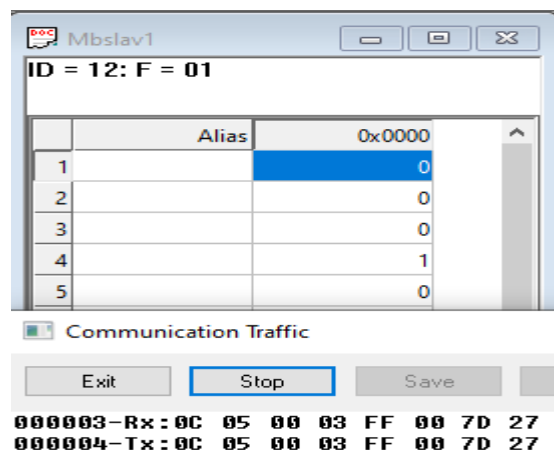 DOC Mbslav1
ID = 12: F = 01
Alias 0x0000
1 0
2 0
3 0
4 1
5 0
Communication Traffic
Exit Stop Save
000003-Rx:0C 05 00 03 FF 00 7D 27
000004-Tx:0C 05 00 03 FF 00 7D 27